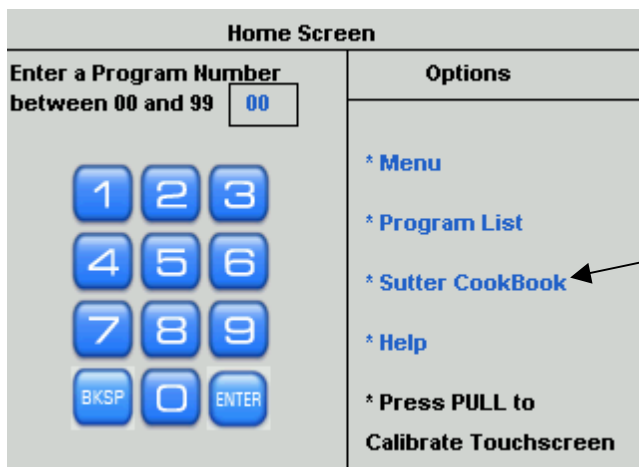 Home Screen
Enter a Program Number
between 00 and 99 00
1 2 3
4 5 6
7 8 9
BKSP 0 ENTER
Options
* Menu
* Program List
* Sutter CookBook
* Help
* Press PULL to
Calibrate Touchscreen